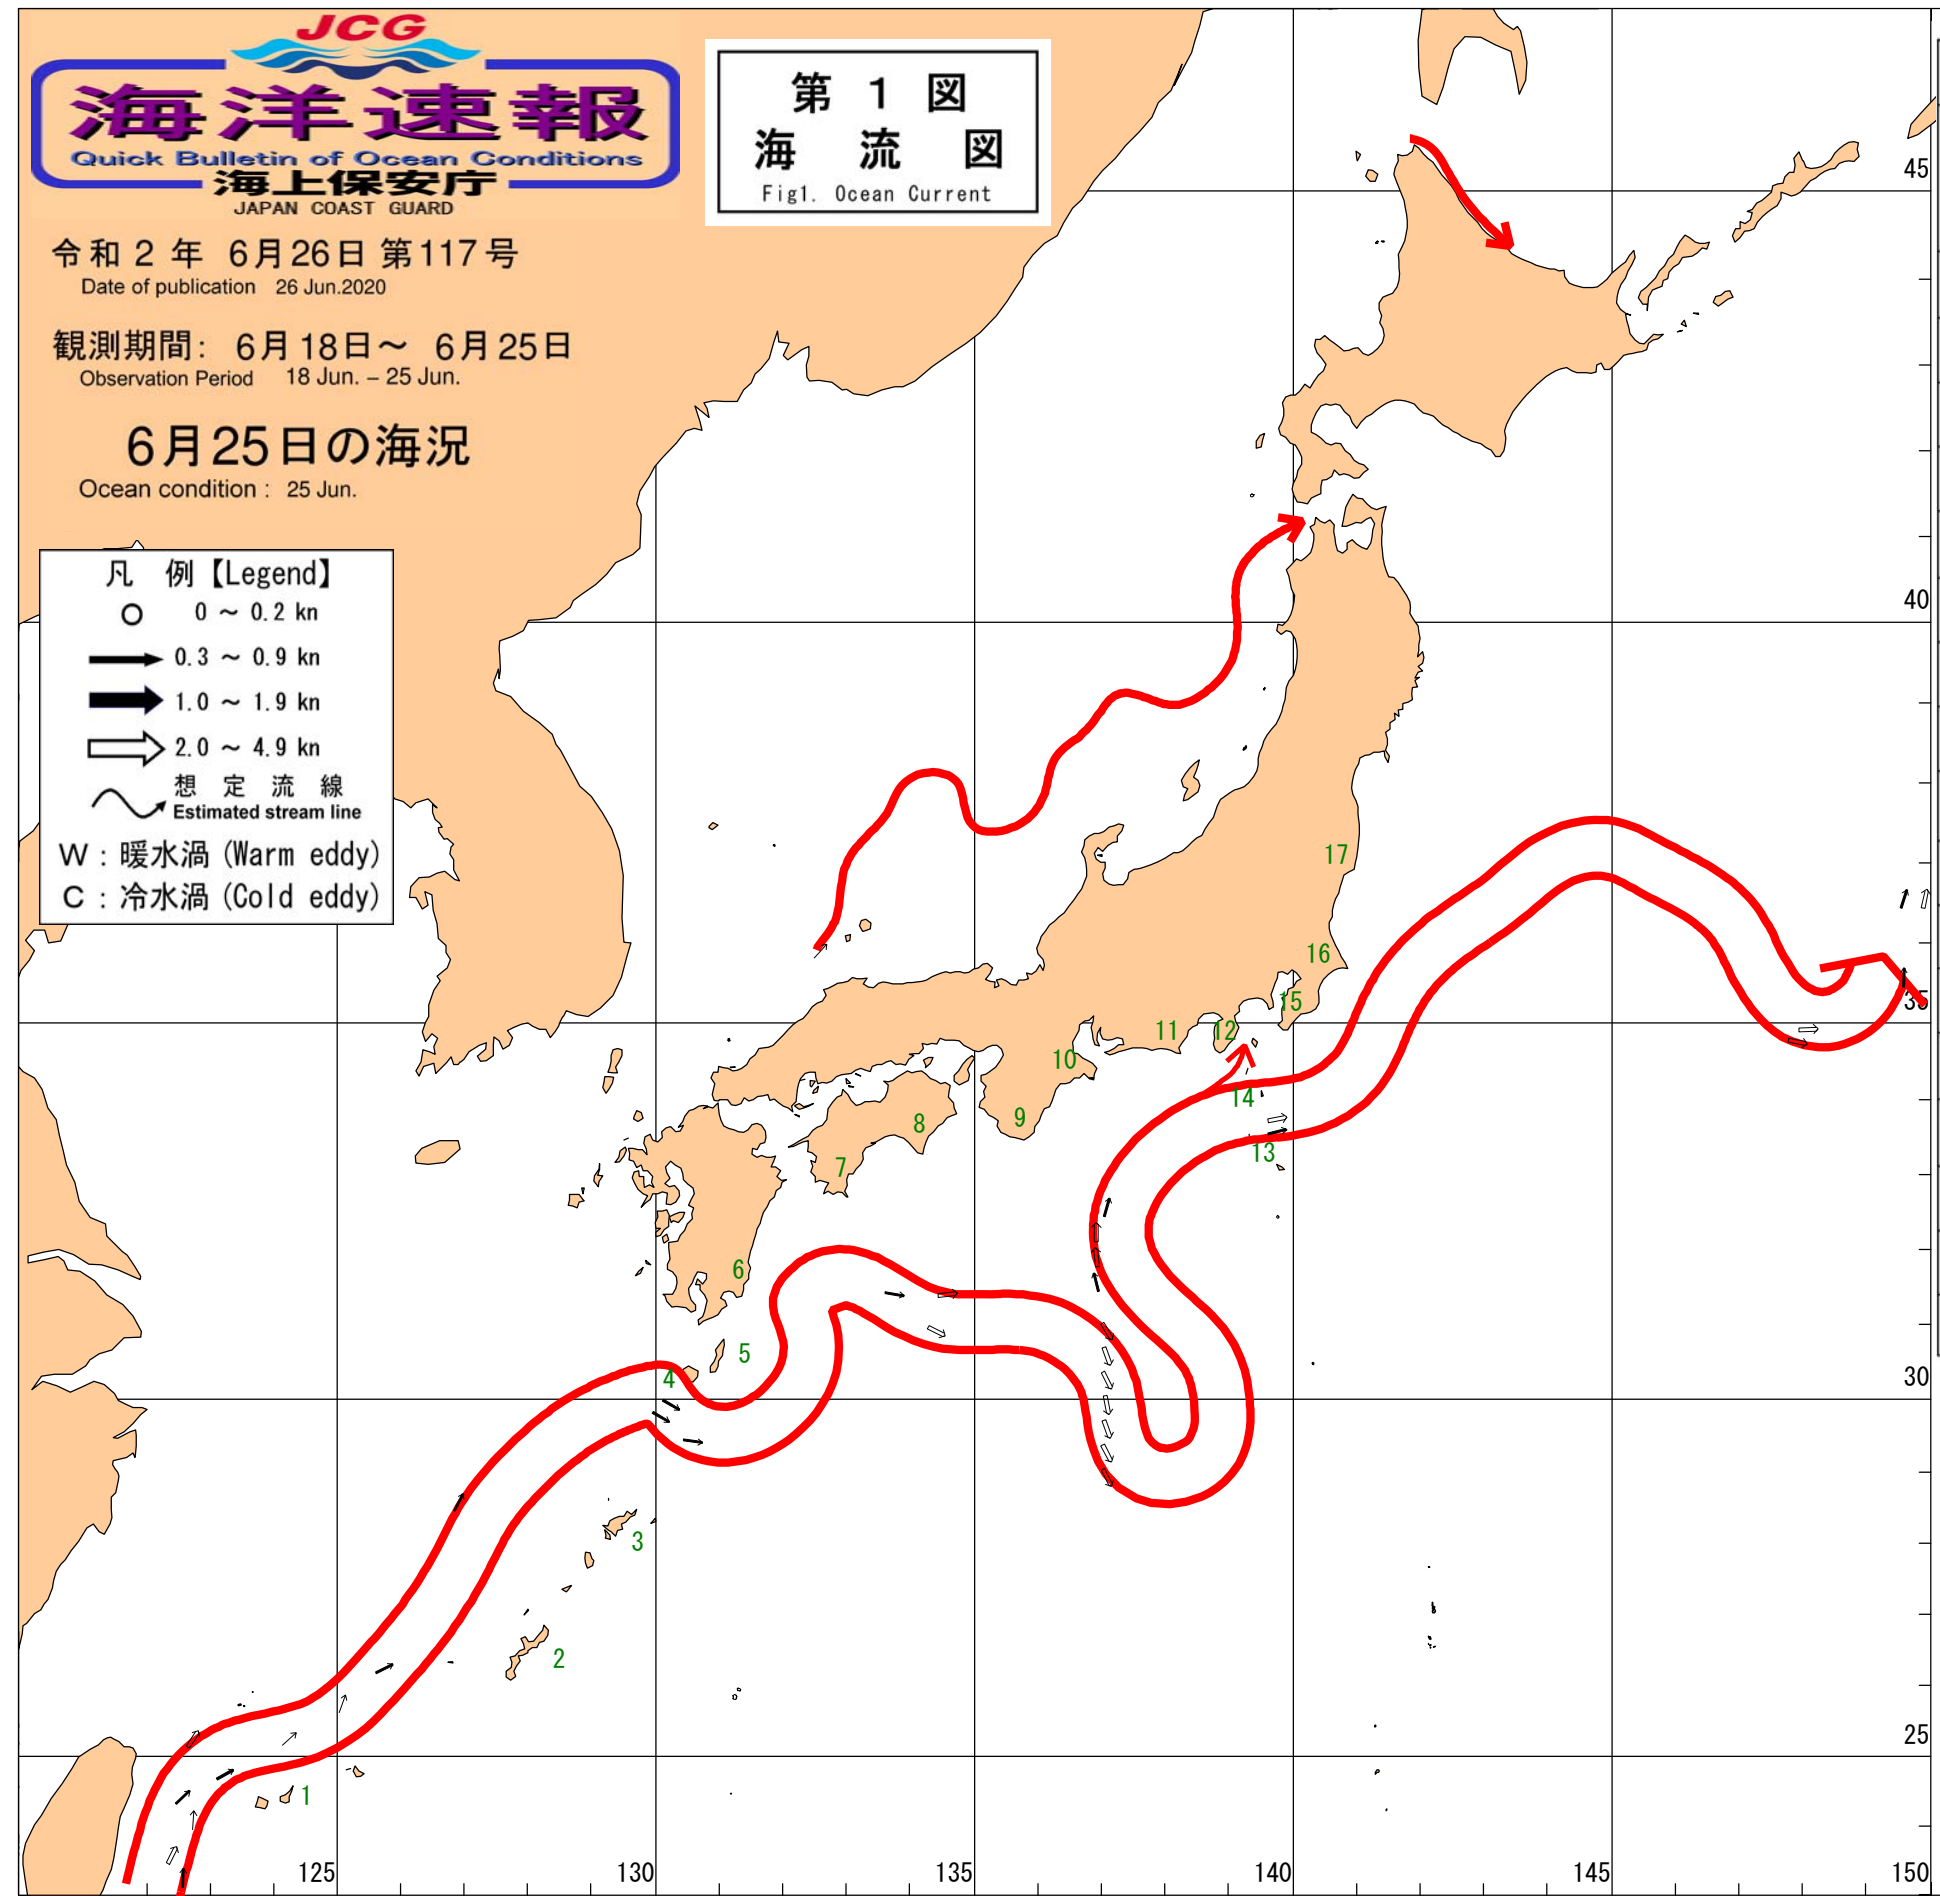 JCG
海洋速報
Quick Bulletin of Ocean Conditions
海上保安庁
JAPAN COAST GUARD
第 1 図
海 流 図
Fig1. Ocean Current
令和 2 年 6月26日 第117号
Date of publication 26 Jun.2020
観測期間: 6月18日～ 6月25日
Observation Period 18 Jun. – 25 Jun.
6月25日の海況
Ocean condition : 25 Jun.
凡 例【Legend】
0 ～ 0.2 kn
0.3 ～ 0.9 kn
1.0 ～ 1.9 kn
2.0 ～ 4.9 kn
想 定 流 線
Estimated stream line
W : 暖水渦 (Warm eddy)
C : 冷水渦 (Cold eddy)
45
40
17
16
35
15
12
11
10
14
9
8
13
7
6
5
4
30
3
2
25
1
125
130
135
140
145
150